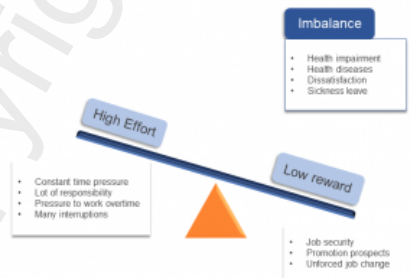 Imbalance
• Health impairment
• Health diseases
• Dissatisfaction
• Sickness leave
High Effort
Low reward
• Constant time pressure
• Lot of responsibility
• Pressure to work overtime
• Many interruptions
• Job security
• Promotion prospects
• Unforced job change